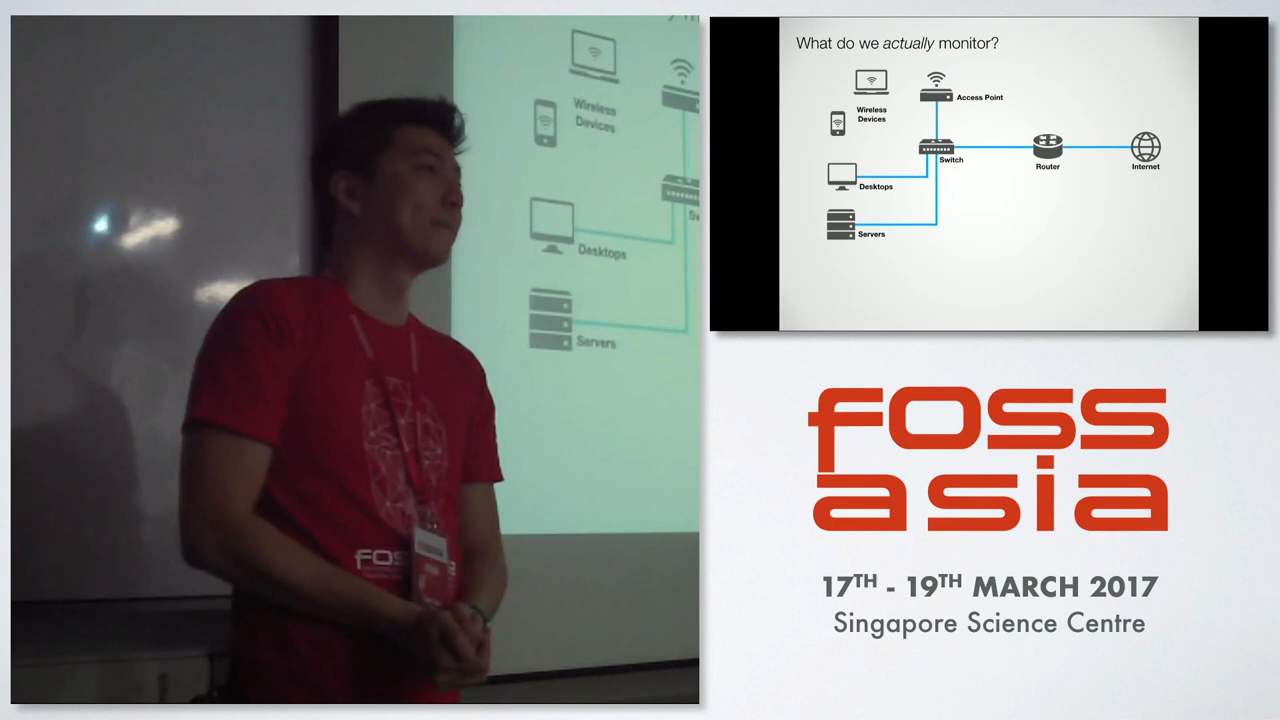 Wireless
Devices
Desktops
Servers
What do we actually monitor?
Wireless
Devices
Access Point
Switch
Router
Internet
Desktops
Servers
foss
asia
17TH - 19TH MARCH 2017
Singapore Science Centre